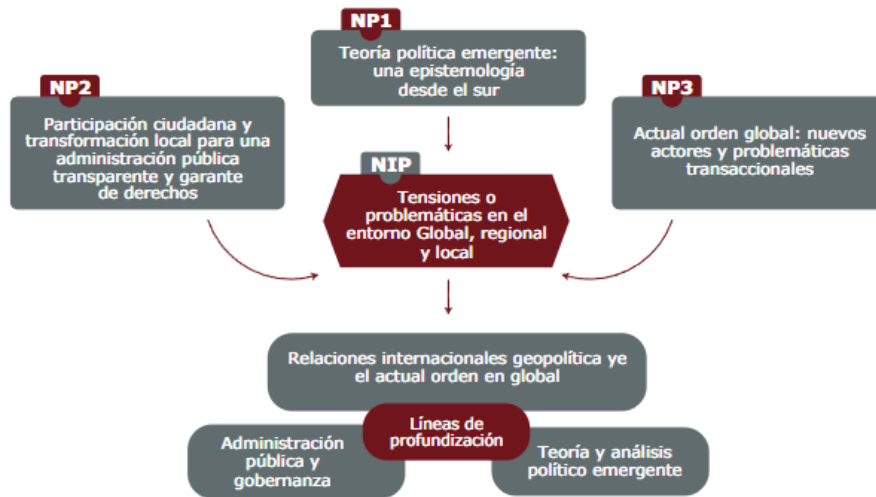 NP1
Teoría política emergente:
una epistemología
desde el sur
NP2
Participación ciudadana y
transformación local para una
administración pública
transparente y garante
de derechos
NP3
Actual orden global: nuevos
actores y problemáticas
transaccionales
NIP
Tensiones o
problemáticas en el
entorno Global, regional
y local
Relaciones internacionales geopolítica ye
el actual orden en global
Líneas de
profundización
Administración
pública y
gobernanza
Teoría y análisis
político emergente